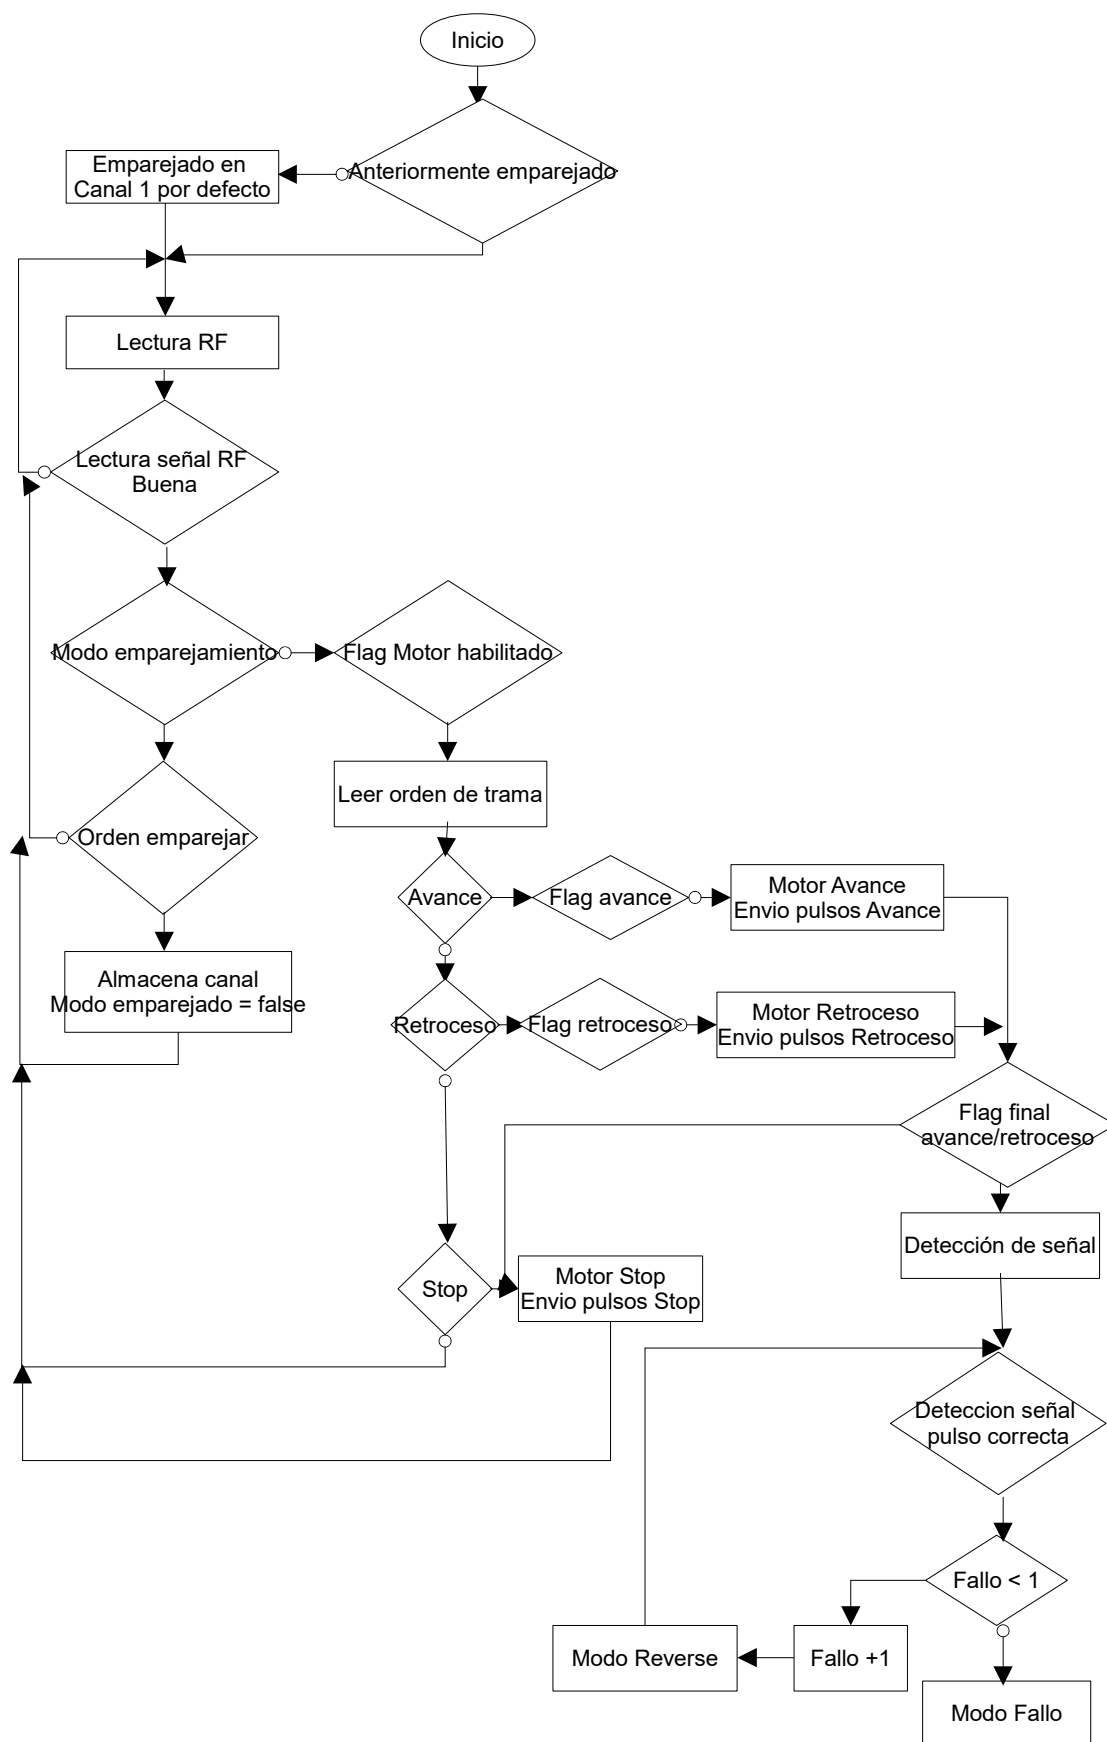 Inicio
Anteriormente emparejado
Emparejado en
Canal 1 por defecto
Lectura RF
Lectura señal RF
Buena
Modo emparejamiento
Flag Motor habilitado
Leer orden de trama
Orden emparejar
Avance
Flag avance
Motor Avance
Envio pulsos Avance
Almacena canal
Modo emparejado = false
Retroceso
Flag retroceso
Motor Retroceso
Envio pulsos Retroceso
Flag final
avance/retroceso
Detección de señal
Stop
Motor Stop
Envio pulsos Stop
Deteccion señal
pulso correcta
Fallo < 1
Modo Reverse
Fallo +1
Modo Fallo